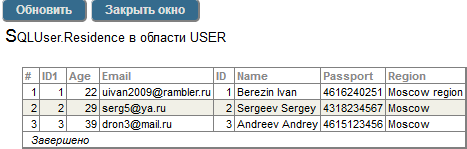 Обновить Закрыть окно
SQLUser.Residence в области USER
# ID1 Age Email ID Name Passport Region
1 1 22 uivan2009@rambler.ru 1 Berezin Ivan 4616240251 Moscow region
2 2 29 serg5@ya.ru 2 Sergeev Sergey 4318234567 Moscow
3 3 39 dron3@mail.ru 3 Andreev Andrey 4615123456 Moscow
Завершено